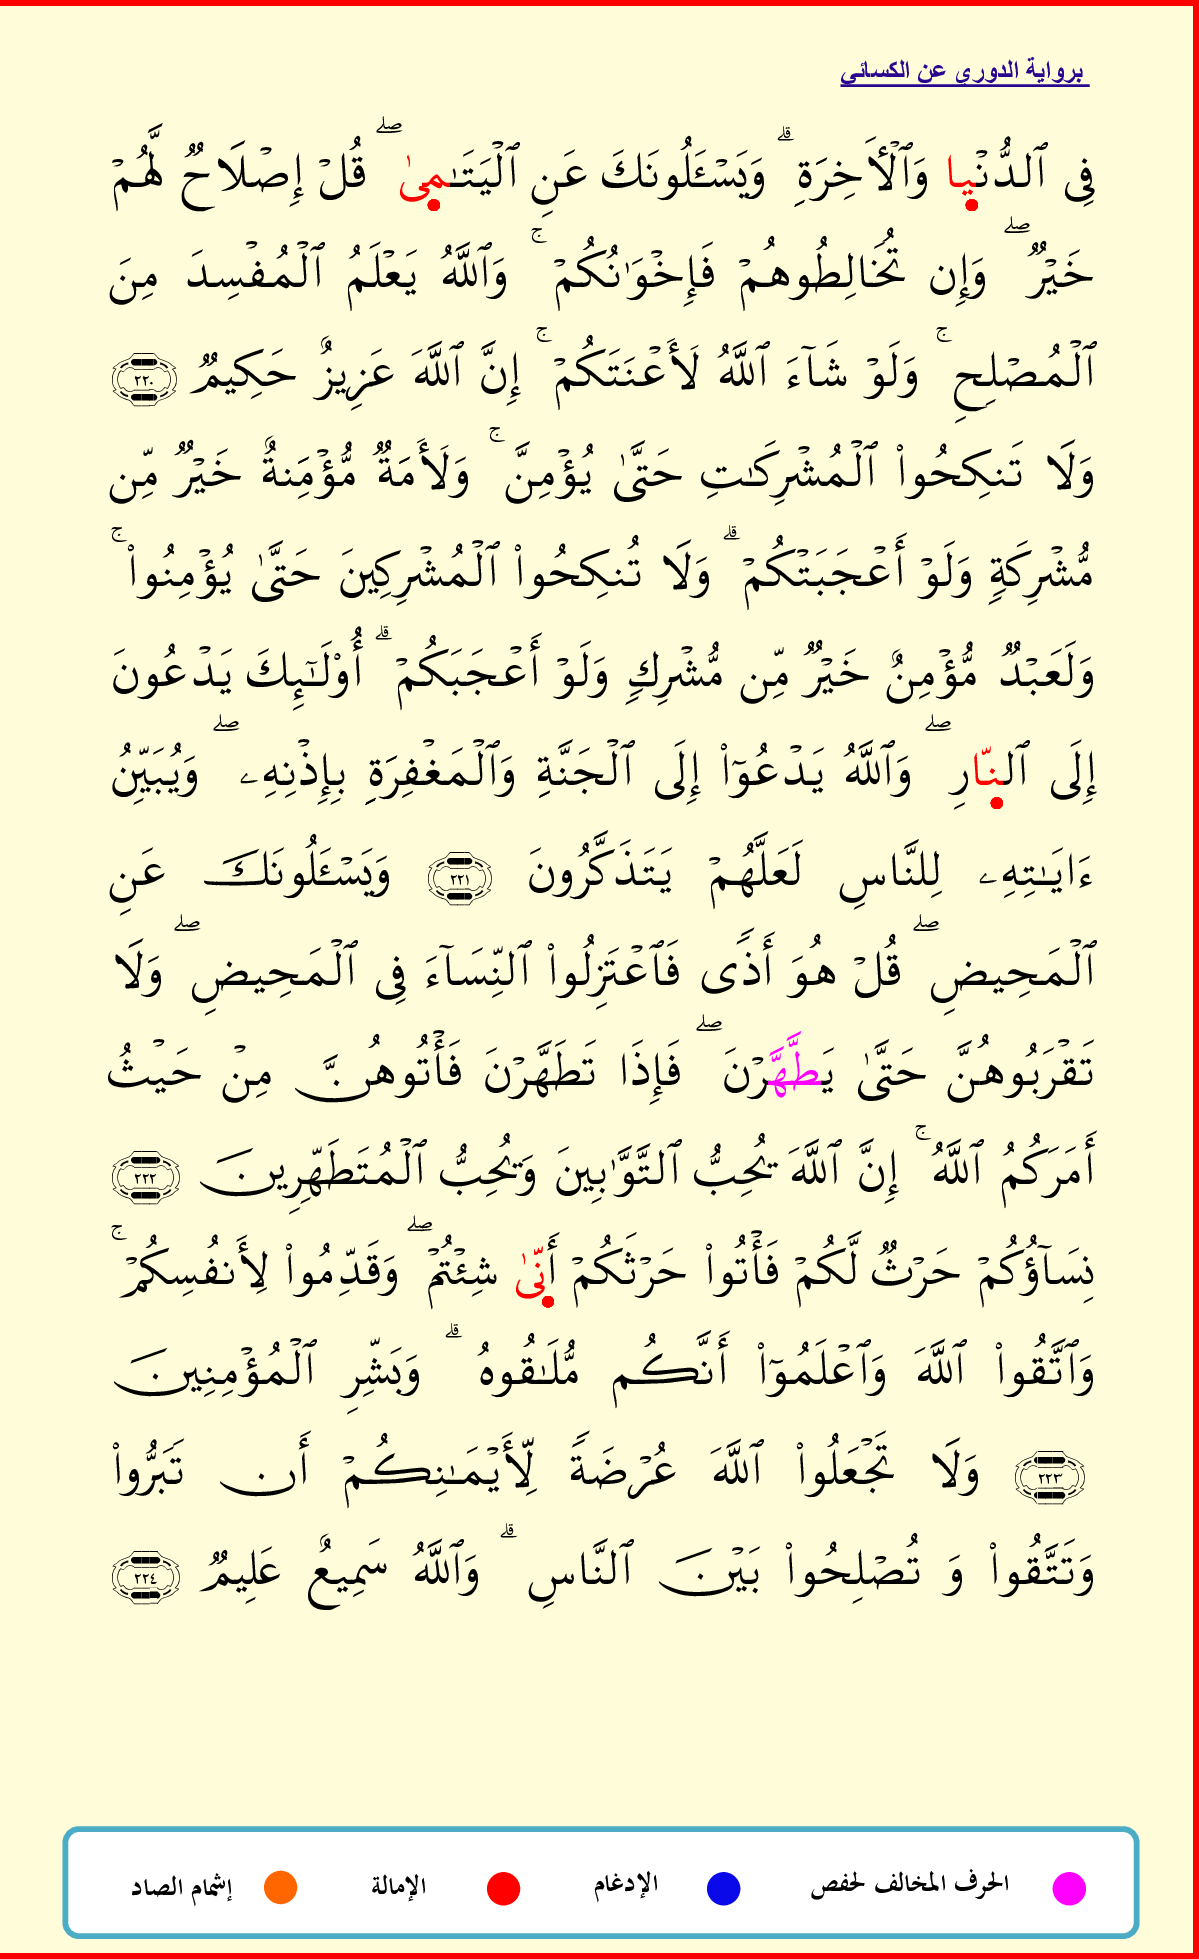 برواية الدوري عن الكسائي
فِي ٱلدُّنۡيا وَٱلۡأٓخِرَةِۗ وَيَسۡـَٔلُونَكَ عَنِ ٱلۡيَتَٰمىٰۖ قُلۡ إِصۡلَاحٞ لَّهُمۡ
خَيۡرٞۖ وَإِن تُخَالِطُوهُمۡ فَإِخۡوَٰنُكُمۡۚ وَٱللَّهُ يَعۡلَمُ ٱلۡمُفۡسِدَ مِنَ
ٱلۡمُصۡلِحِۚ وَلَوۡ شَآءَ ٱللَّهُ لَأَعۡنَتَكُمۡۚ إِنَّ ٱللَّهَ عَزِيزٌ حَكِيمٞ ٢٢٠
وَلَا تَنكِحُواْ ٱلۡمُشۡرِكَٰتِ حَتَّىٰ يُؤۡمِنَّۚ وَلَأَمَةٞ مُّؤۡمِنَةٌ خَيۡرٞ مِّن
مُّشۡرِكَةٖ وَلَوۡ أَعۡجَبَتۡكُمۡۗ وَلَا تُنكِحُواْ ٱلۡمُشۡرِكِينَ حَتَّىٰ يُؤۡمِنُواْۚ
وَلَعَبۡدٞ مُّؤۡمِنٌ خَيۡرٞ مِّن مُّشۡرِكٖ وَلَوۡ أَعۡجَبَكُمۡۗ أُوْلَٰٓئِكَ يَدۡعُونَ
إِلَى ٱلنّارِۖ وَٱللَّهُ يَدۡعُوٓاْ إِلَى ٱلۡجَنَّةِ وَٱلۡمَغۡفِرَةِ بِإِذۡنِهِۦۖ وَيُبَيِّنُ
ءَايَٰتِهِۦ لِلنَّاسِ لَعَلَّهُمۡ يَتَذَكَّرُونَ ٢٢١ وَيَسۡـَٔلُونَكَ عَنِ
ٱلۡمَحِيضِۖ قُلۡ هُوَ أَذٗى فَٱعۡتَزِلُواْ ٱلنِّسَآءَ فِي ٱلۡمَحِيضِۖ وَلَا
تَقۡرَبُوهُنَّ حَتَّىٰ يَطَّهَّرۡنَۖ فَإِذَا تَطَهَّرۡنَ فَأۡتُوهُنَّ مِنۡ حَيۡثُ
أَمَرَكُمُ ٱللَّهُۚ إِنَّ ٱللَّهَ يُحِبُّ ٱلتَّوَّٰبِينَ وَيُحِبُّ ٱلۡمُتَطَهِّرِينَ ٢٢٢
نِسَآؤُكُمۡ حَرۡثٞ لَّكُمۡ فَأۡتُواْ حَرۡثَكُمۡ أَنّىٰ شِئۡتُمۡۖ وَقَدِّمُواْ لِأَنفُسِكُمۡۚ
وَٱتَّقُواْ ٱللَّهَ وَٱعۡلَمُوٓاْ أَنَّكُم مُّلَٰقُوهُۗ وَبَشِّرِ ٱلۡمُؤۡمِنِينَ
٢٢٣ وَلَا تَجۡعَلُواْ ٱللَّهَ عُرۡضَةٗ لِّأَيۡمَٰنِكُمۡ أَن تَبَرُّواْ
وَتَتَّقُواْ وَ تُصۡلِحُواْ بَيۡنَ ٱلنَّاسِۗ وَٱللَّهُ سَمِيعٌ عَلِيمٞ ٢٢٤
الحرف المخالف لحفص الإدغام الإمالة إشمام الصاد